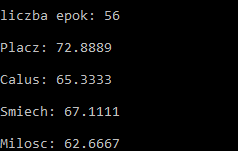 liczba epok: 56
Placz: 72.8889
Calus: 65.3333
Smiech: 67.1111
Milosc: 62.6667